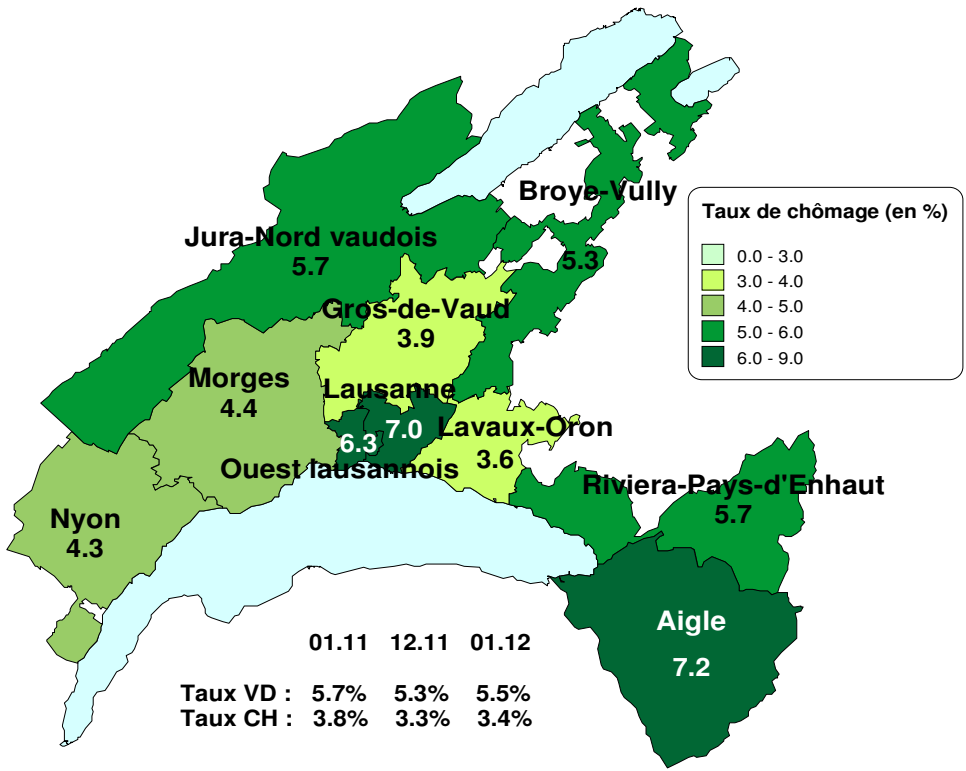 Broye-Vully
5.3
Jura-Nord vaudois
5.7
Gros-de-Vaud
3.9
Morges
4.4
Lausanne
7.0
6.3
Ouest lausannois
Lavaux-Oron
3.6
Riviera-Pays-d'Enhaut
5.7
Nyon
4.3
Aigle
7.2
Taux de chômage (en %)
0.0 - 3.0
3.0 - 4.0
4.0 - 5.0
5.0 - 6.0
6.0 - 9.0
01.11 12.11 01.12
Taux VD : 5.7% 5.3% 5.5%
Taux CH : 3.8% 3.3% 3.4%